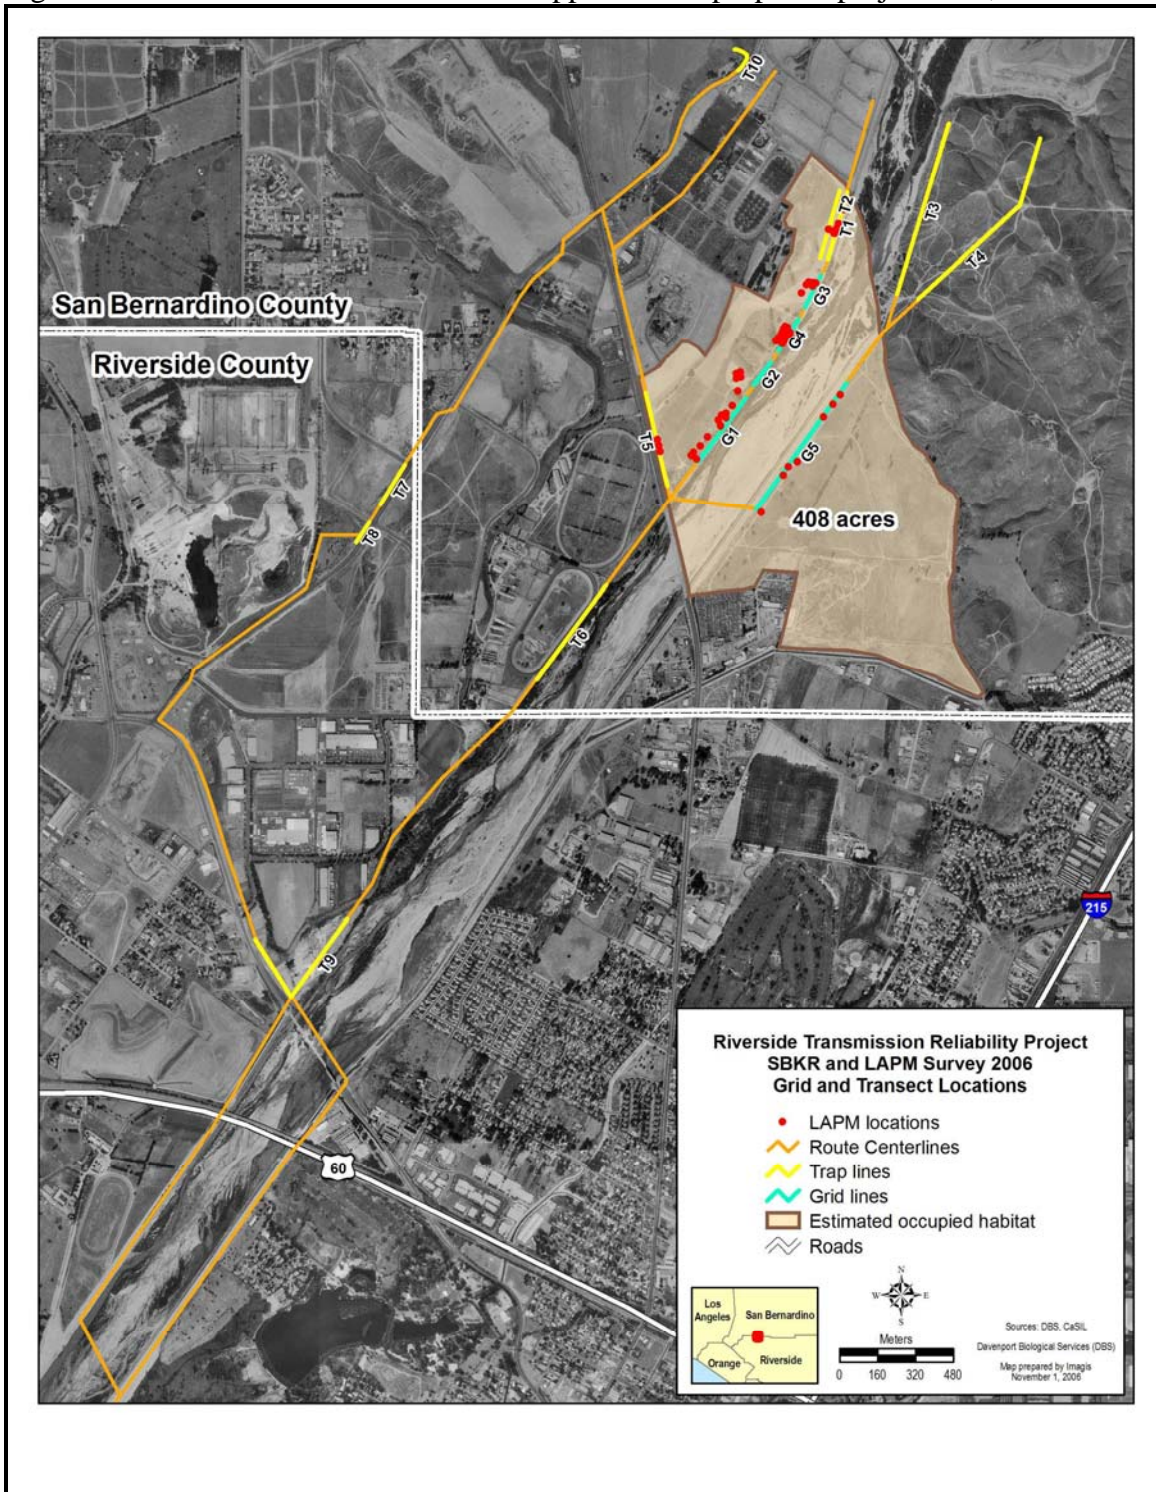 T10
T2
T1
T3
T4
G3
G4
G2
G1
G5
T5
San Bernardino County
Riverside County
T7
T8
408 acres
T6
215
T9
60
Riverside Transmission Reliability Project
SBKR and LAPM Survey 2006
Grid and Transect Locations
LAPM locations
Route Centerlines
Trap lines
Grid lines
Estimated occupied habitat
Roads
N
W E
S
Los
Angeles
San Bernardino
Orange
Riverside
Meters
0 160 320 480
Sources: DBS, CaSIL
Davenport Biological Services (DBS)
Map prepared by Imagis
November 1, 2006